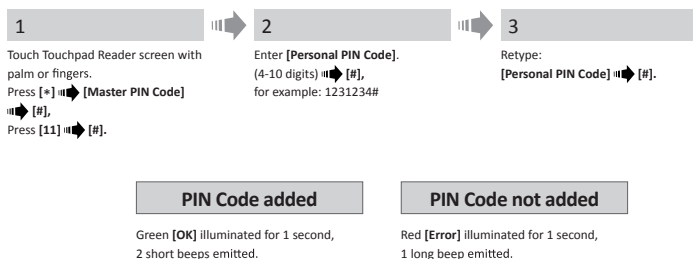 1
Touch Touchpad Reader screen with
palm or fingers.
Press [*] [Master PIN Code]
[#],
Press [11] [#].
2
Enter [Personal PIN Code].
(4-10 digits) [#],
for example: 1231234#
3
Retype:
[Personal PIN Code] [#].
PIN Code added
Green [OK] illuminated for 1 second,
2 short beeps emitted.
PIN Code not added
Red [Error] illuminated for 1 second,
1 long beep emitted.